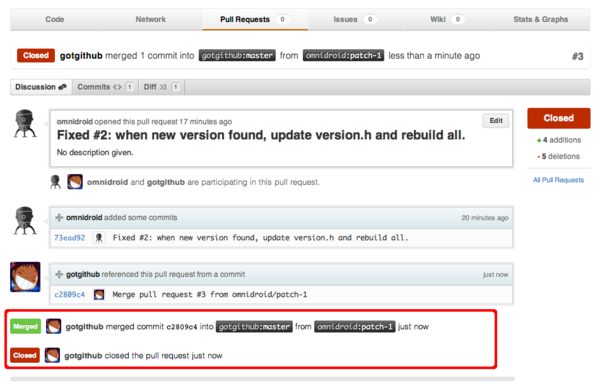 Code Network Pull Requests 0 Issues 0 Wiki 0 Stats & Graphs
Closed gotgithub merged 1 commit into gotgithub:master from omnidroid:patch-1 less than a minute ago #3
Discussion Commits <> 1 Diff 1
omnidroid opened this pull request 17 minutes ago Edit
Fixed #2: when new version found, update version.h and rebuild all.
No description given.
Closed
+ 4 additions
- 5 deletions
All Pull Requests
omnidroid and gotgithub are participating in this pull request.
omnidroid added some commits 20 minutes ago
73ead92 Fixed #2: when new version found, update version.h and rebuild all.
gotgithub referenced this pull request from a commit just now
c2809c4 Merge pull request #3 from omnidroid/patch-1
Merged gotgithub merged commit c2809c4 into gotgithub:master from omnidroid:patch-1 just now
Closed gotgithub closed the pull request just now